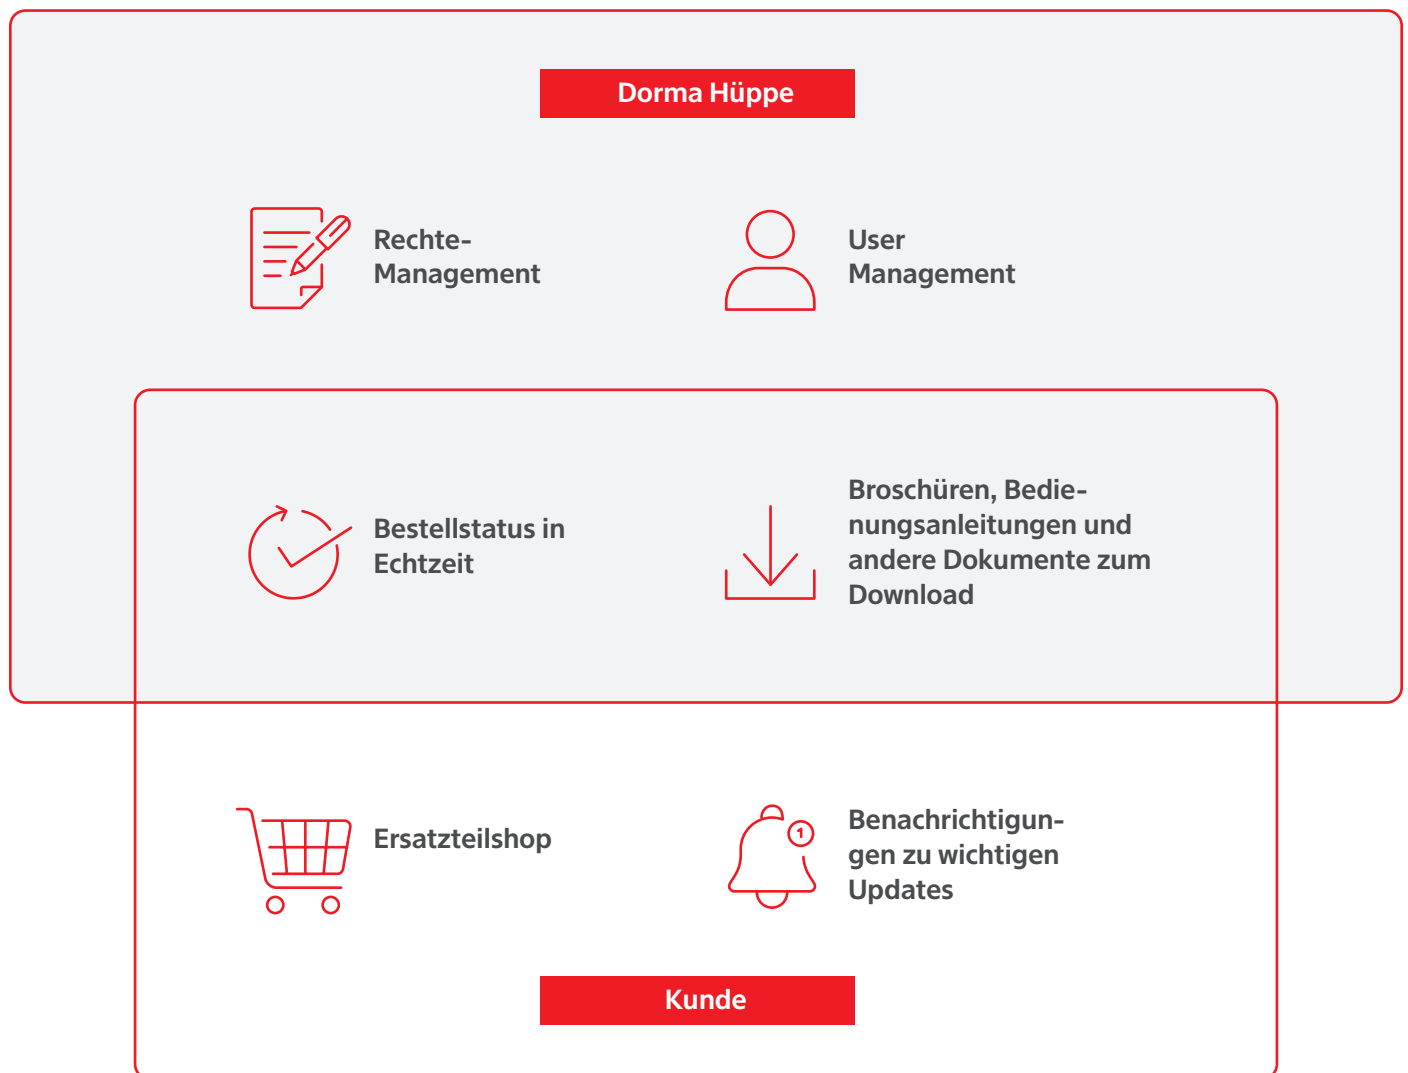 Dorma Hüppe
Rechte-
Management
User
Management
Bestellstatus in
Echtzeit
Broschüren, Bedie-
nungsanleitungen und
andere Dokumente zum
Download
Ersatzteilshop
1
Benachrichtigun-
gen zu wichtigen
Updates
Kunde